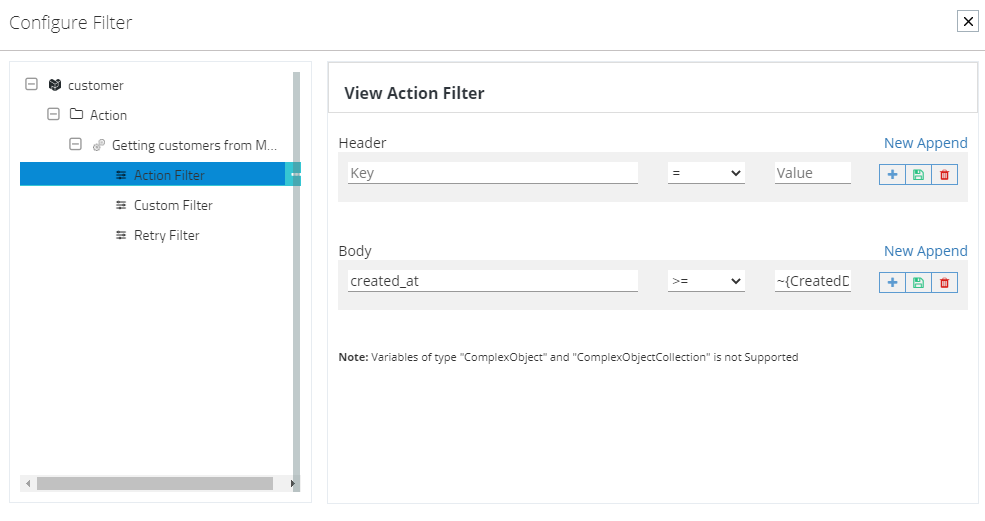 Configure Filter
customer
Action
Getting customers from M...
Action Filter
Custom Filter
Retry Filter
View Action Filter
Header
New Append
Key
=
Value
Body
New Append
created_at
>=
~{CreatedD
Note: Variables of type "ComplexObject" and "ComplexObjectCollection" is not Supported